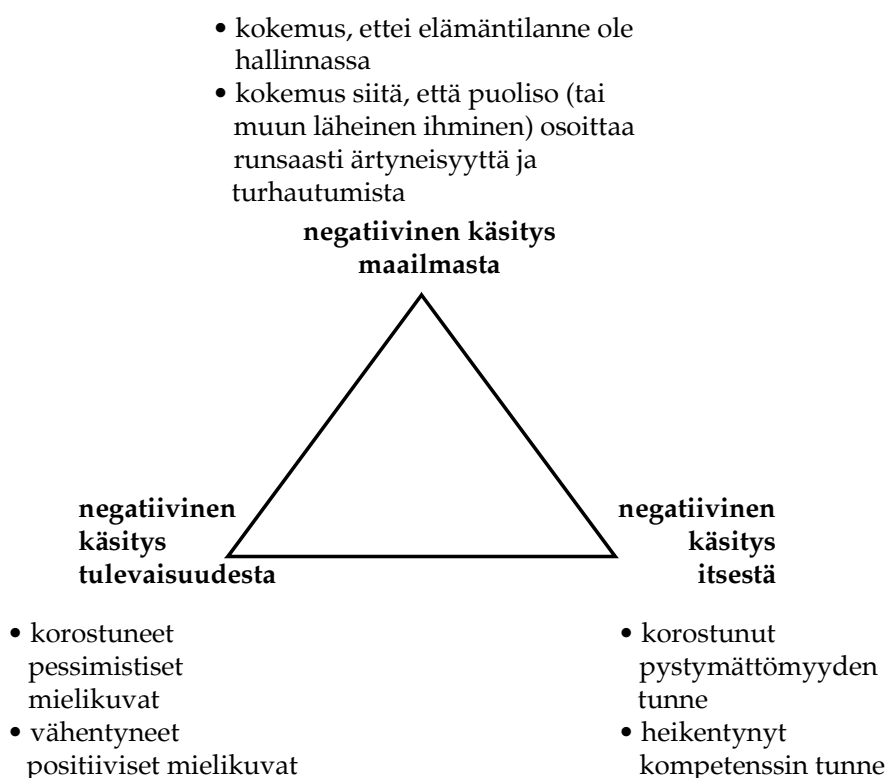 • kokemus, ettei elämäntilanne ole
hallinnassa
• kokemus siitä, että puoliso (tai
muun läheinen ihminen) osoittaa
runsaasti ärtyneisyyttä ja
turhautumista
negatiivinen käsitys
maailmasta
negatiivinen
käsitys
tulevaisuudesta
• korostuneet
pessimistiset
mielikuvat
• vähentyneet
positiiviset mielikuvat
negatiivinen
käsitys
itsestä
• korostunut
pystymättömyyden
tunne
• heikentynyt
kompetenssin tunne